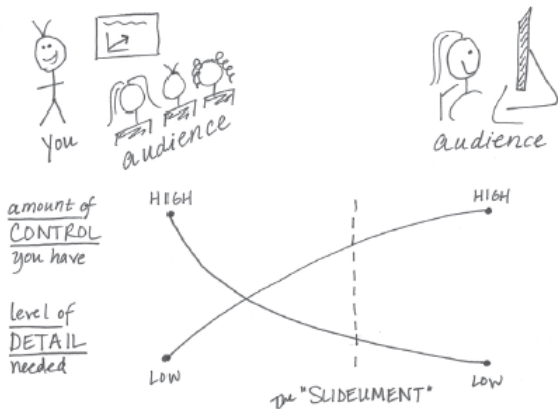 you
audience
audience
amount of
CONTROL
you have
HIGH
HIGH
level of
DETAIL
needed
LOW
LOW
The "SLIDEUMENT"